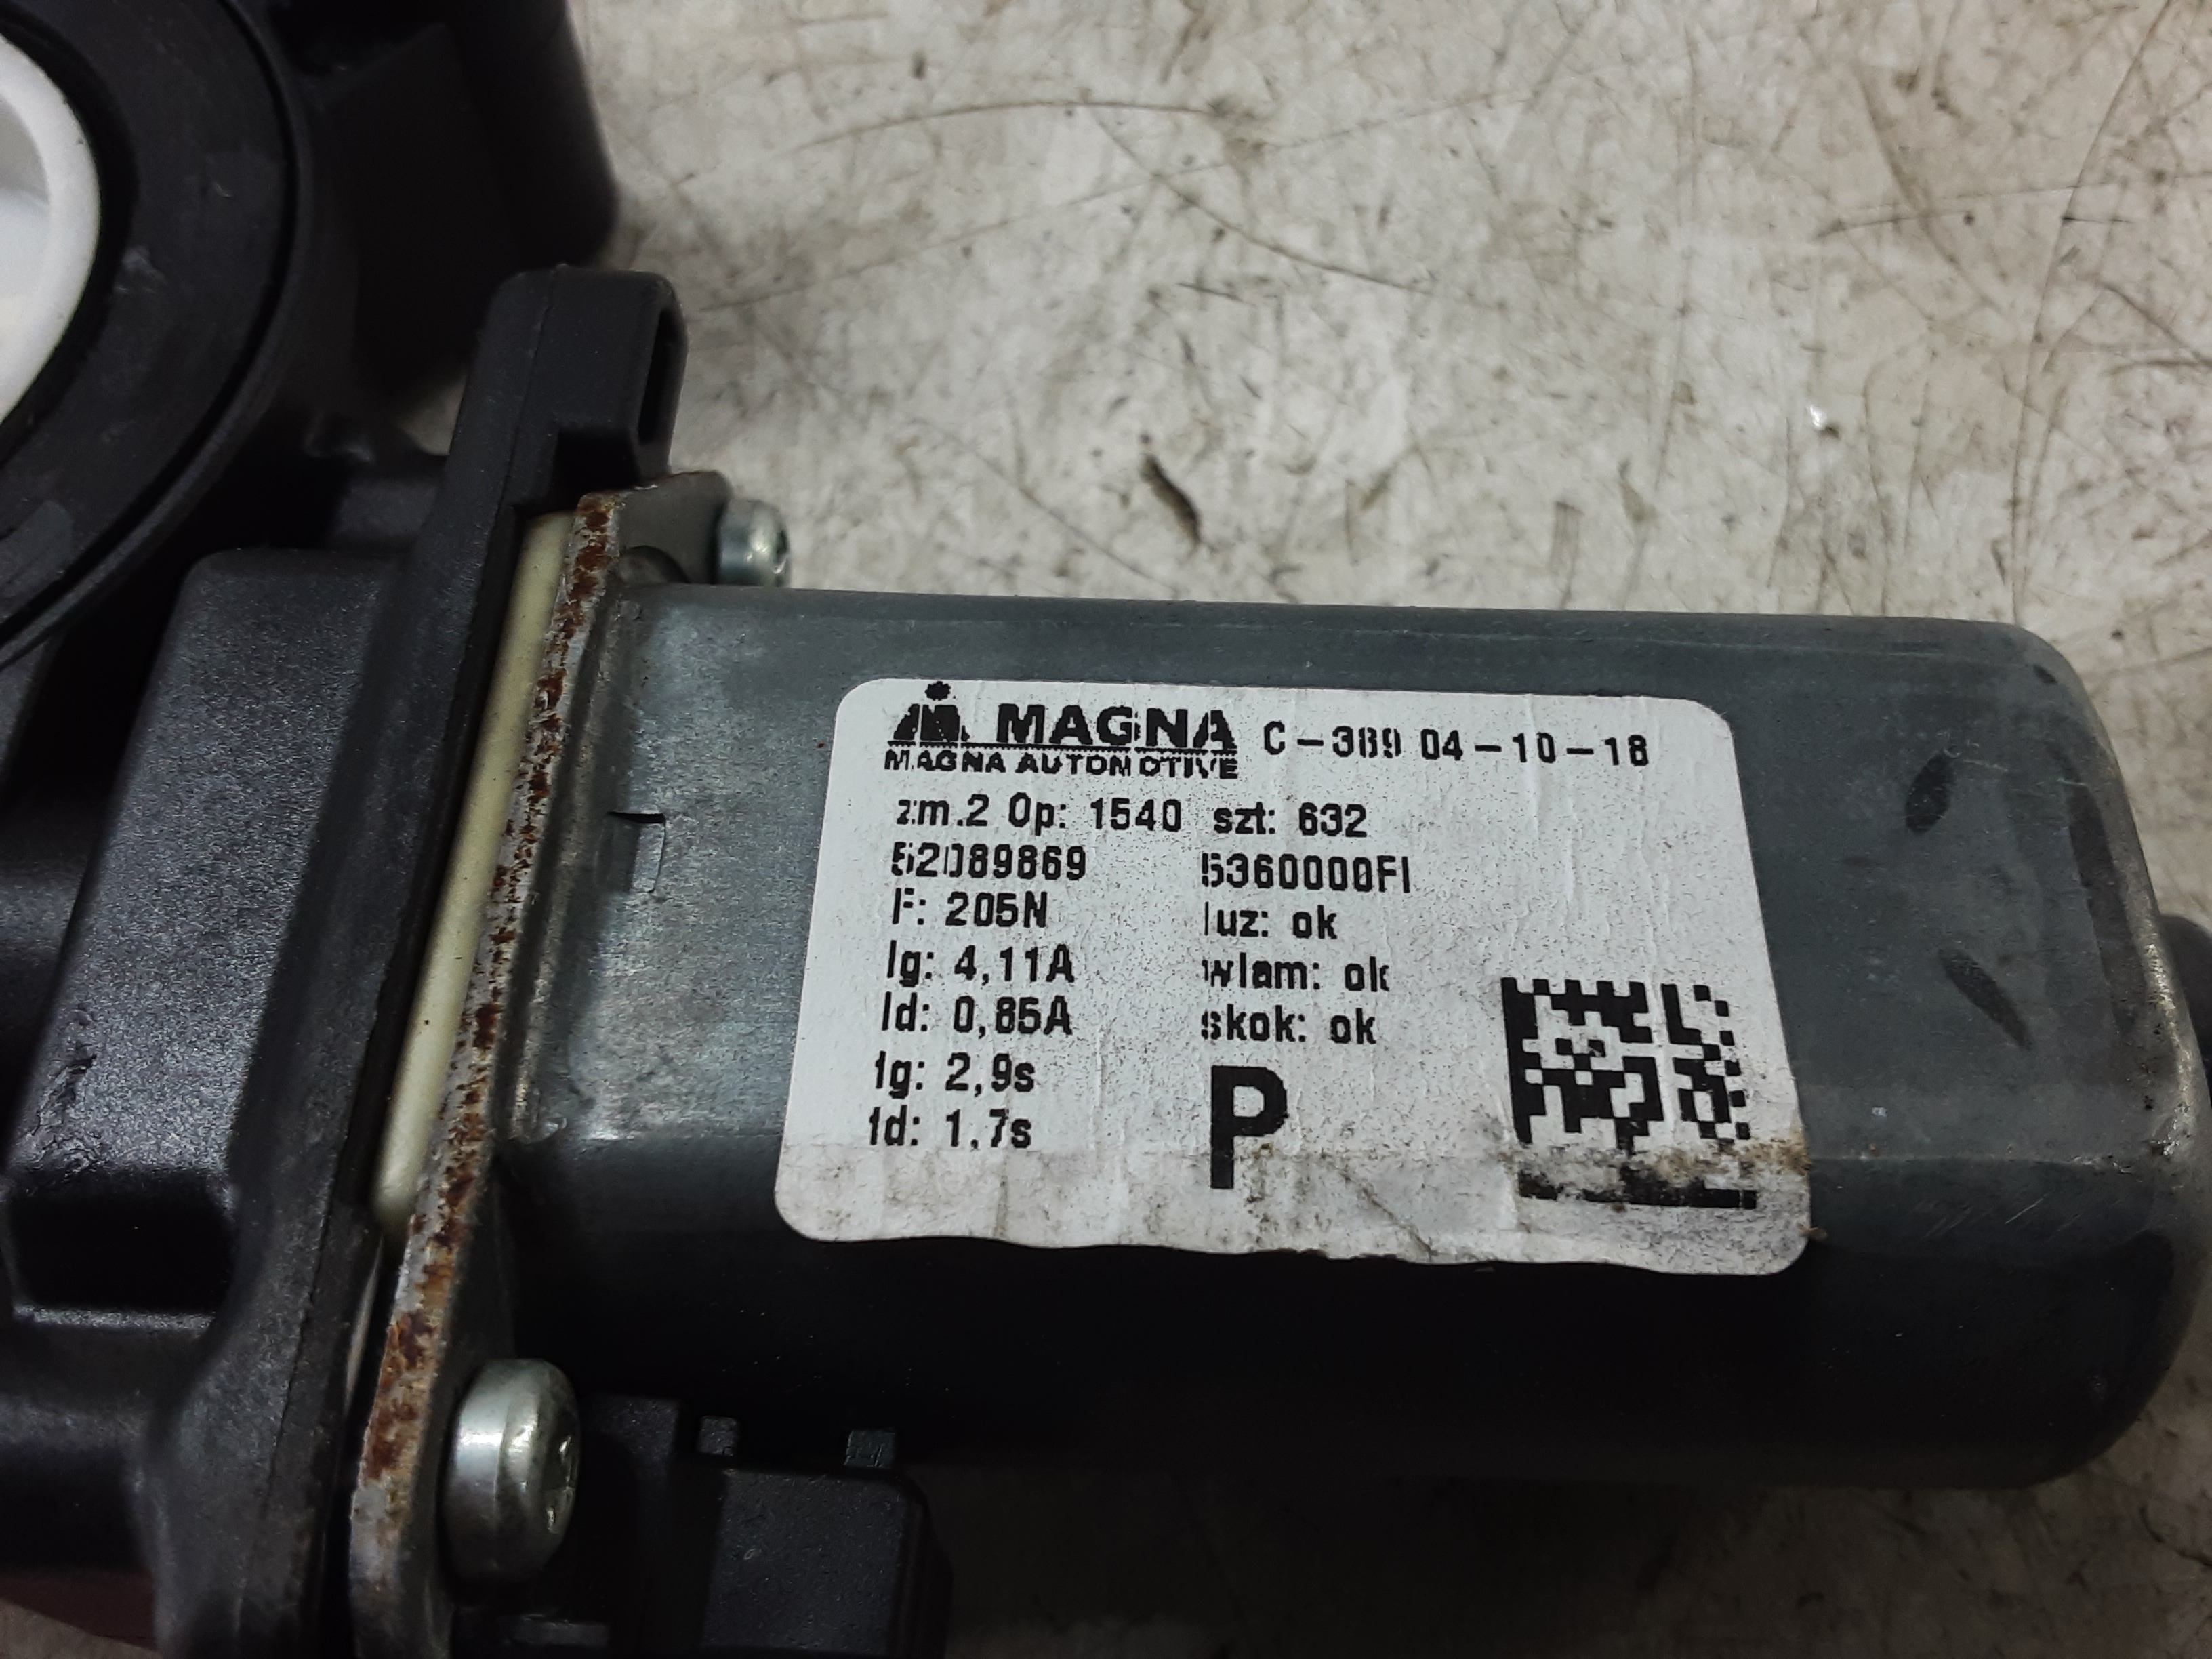 MAGNA C-389 04-10-18
MAGNA AUTOMOTIVE
zm.2 Op: 1540 szt: 632
52089869 5360000FI
F: 205N luz: ok
Ig: 4,11A wlam: ok
Id: 0,85A skok: ok
tg: 2,9s
td: 1,7s
P